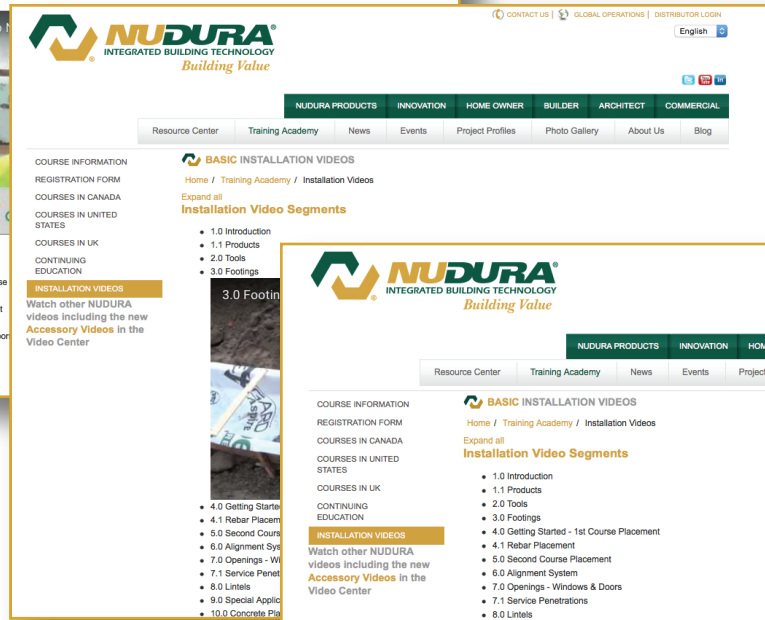 CONTACT US | GLOBAL OPERATIONS | DISTRIBUTOR LOGIN
English
NUDURA®
INTEGRATED BUILDING TECHNOLOGY
Building Value
NUDURA PRODUCTS INNOVATION HOME OWNER BUILDER ARCHITECT COMMERCIAL
Resource Center Training Academy News Events Project Profiles Photo Gallery About Us Blog
COURSE INFORMATION
REGISTRATION FORM
COURSES IN CANADA
COURSES IN UNITED
STATES
COURSES IN UK
CONTINUING
EDUCATION
INSTALLATION VIDEOS
Watch other NUDURA
videos including the new
Accessory Videos in the
Video Center
BASIC INSTALLATION VIDEOS
Home / Training Academy / Installation Videos
Expand all
Installation Video Segments
1.0 Introduction
1.1 Products
2.0 Tools
3.0 Footings
3.0 Footin
4.0 Getting Starte
4.1 Rebar Placem
5.0 Second Cours
6.0 Alignment Sys
7.0 Openings - Wi
7.1 Service Penet
8.0 Lintels
9.0 Special Applic
10.0 Concrete Pla
NUDURA®
INTEGRATED BUILDING TECHNOLOGY
Building Value
NUDURA PRODUCTS INNOVATION HOM
Resource Center Training Academy News Events Project
COURSE INFORMATION
REGISTRATION FORM
COURSES IN CANADA
COURSES IN UNITED
STATES
COURSES IN UK
CONTINUING
EDUCATION
INSTALLATION VIDEOS
Watch other NUDURA
videos including the new
Accessory Videos in the
Video Center
BASIC INSTALLATION VIDEOS
Home / Training Academy / Installation Videos
Expand all
Installation Video Segments
1.0 Introduction
1.1 Products
2.0 Tools
3.0 Footings
4.0 Getting Started - 1st Course Placement
4.1 Rebar Placement
5.0 Second Course Placement
6.0 Alignment System
7.0 Openings - Windows & Doors
7.1 Service Penetrations
8.0 Lintels